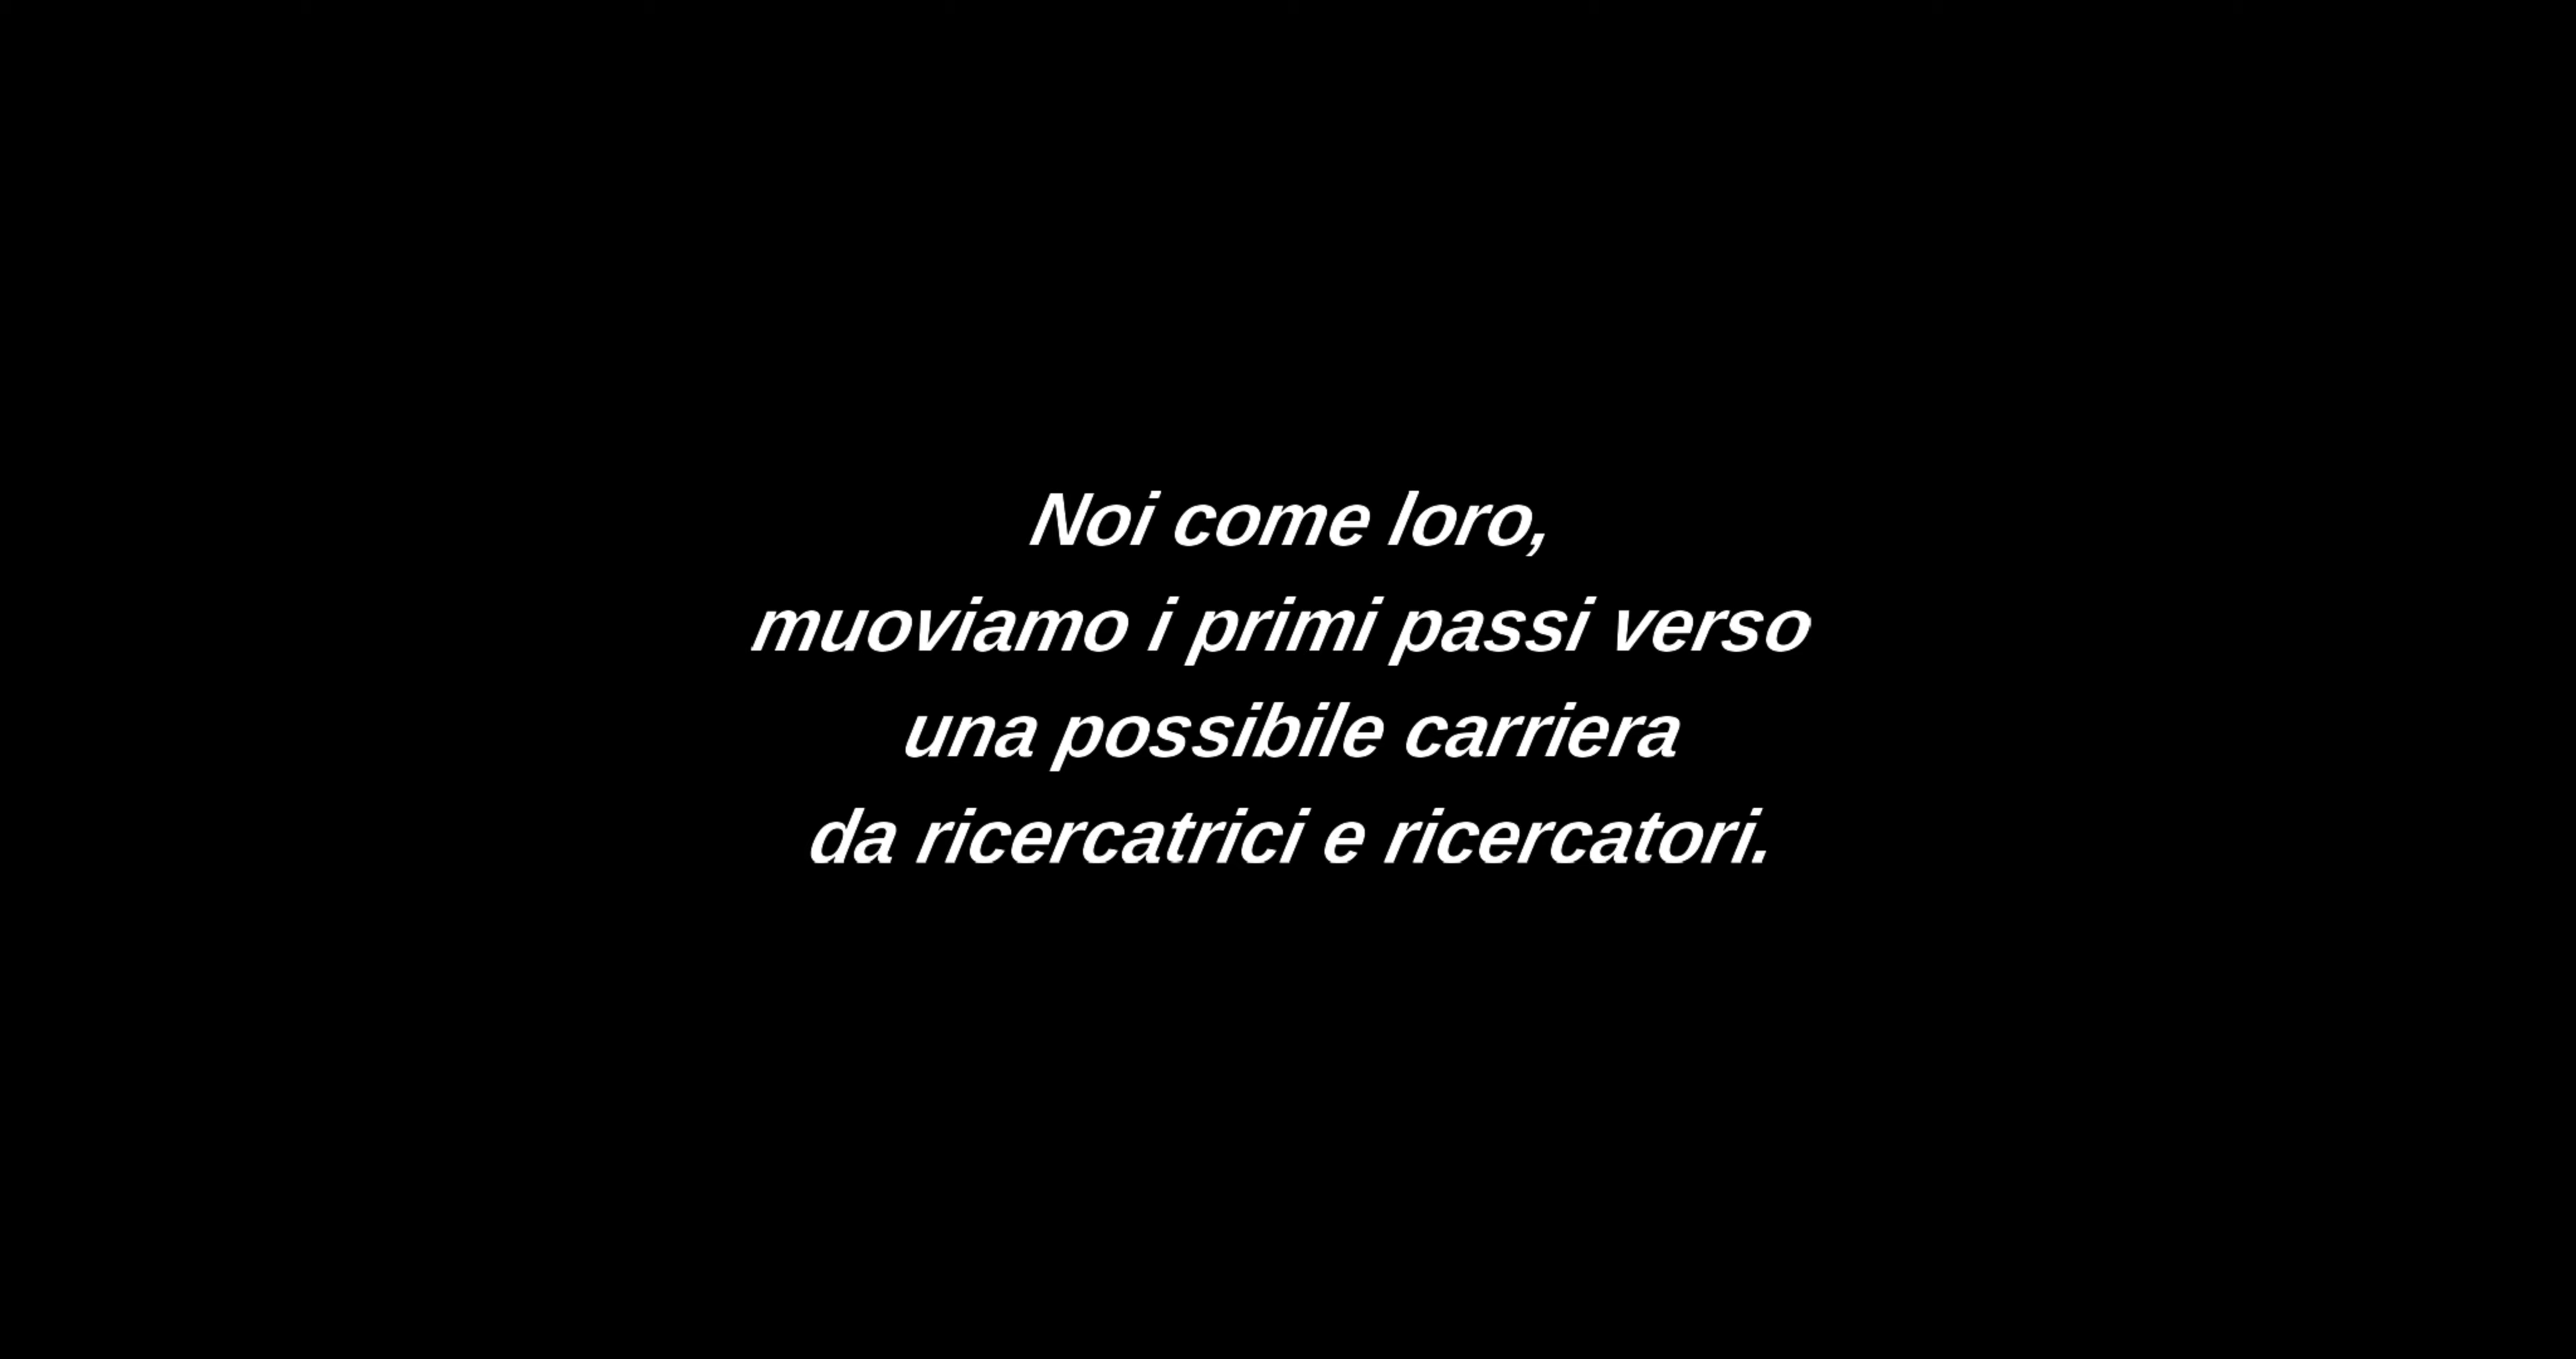 Noi come loro,
muoviamo i primi passi verso
una possibile carriera
da ricercatrici e ricercatori.